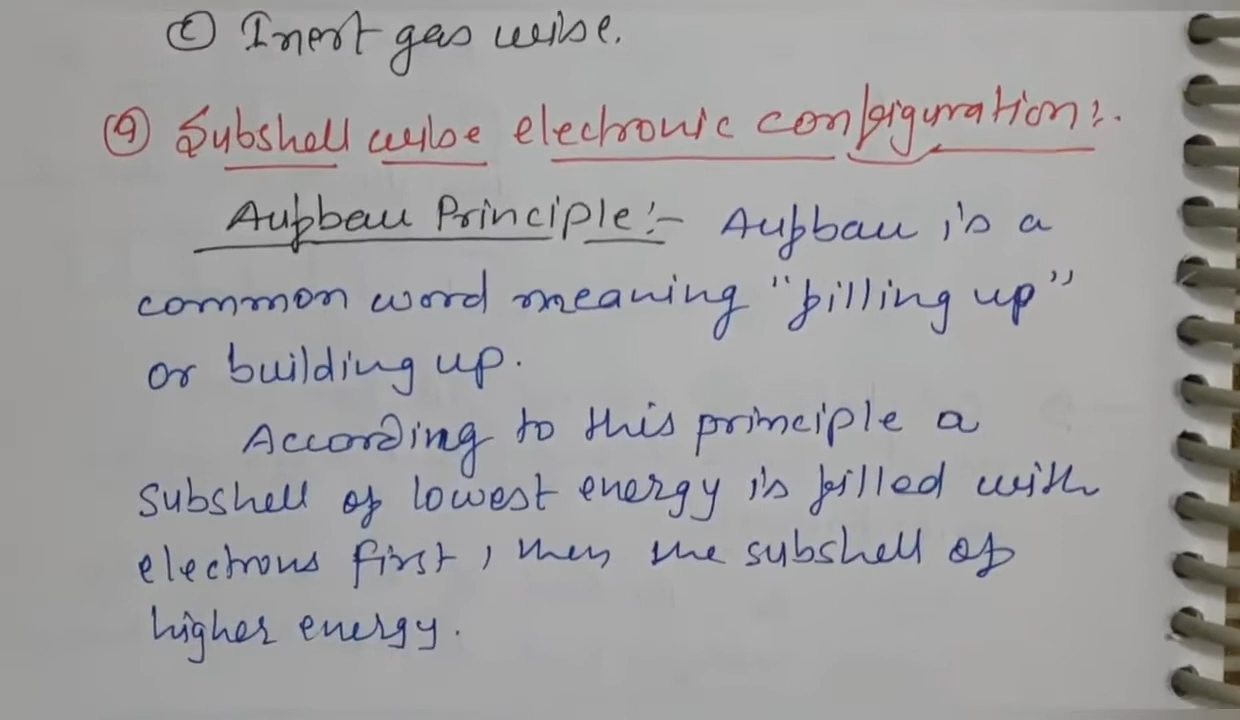 (c) Inert gas wise.
(a) Subshell wise electronic configuration:-
Aufbau Principle:- Aufbau is a
common word meaning "filling up"
or building up.
According to this principle a
subshell of lowest energy is filled with
electrons first, then the subshell of
higher energy.